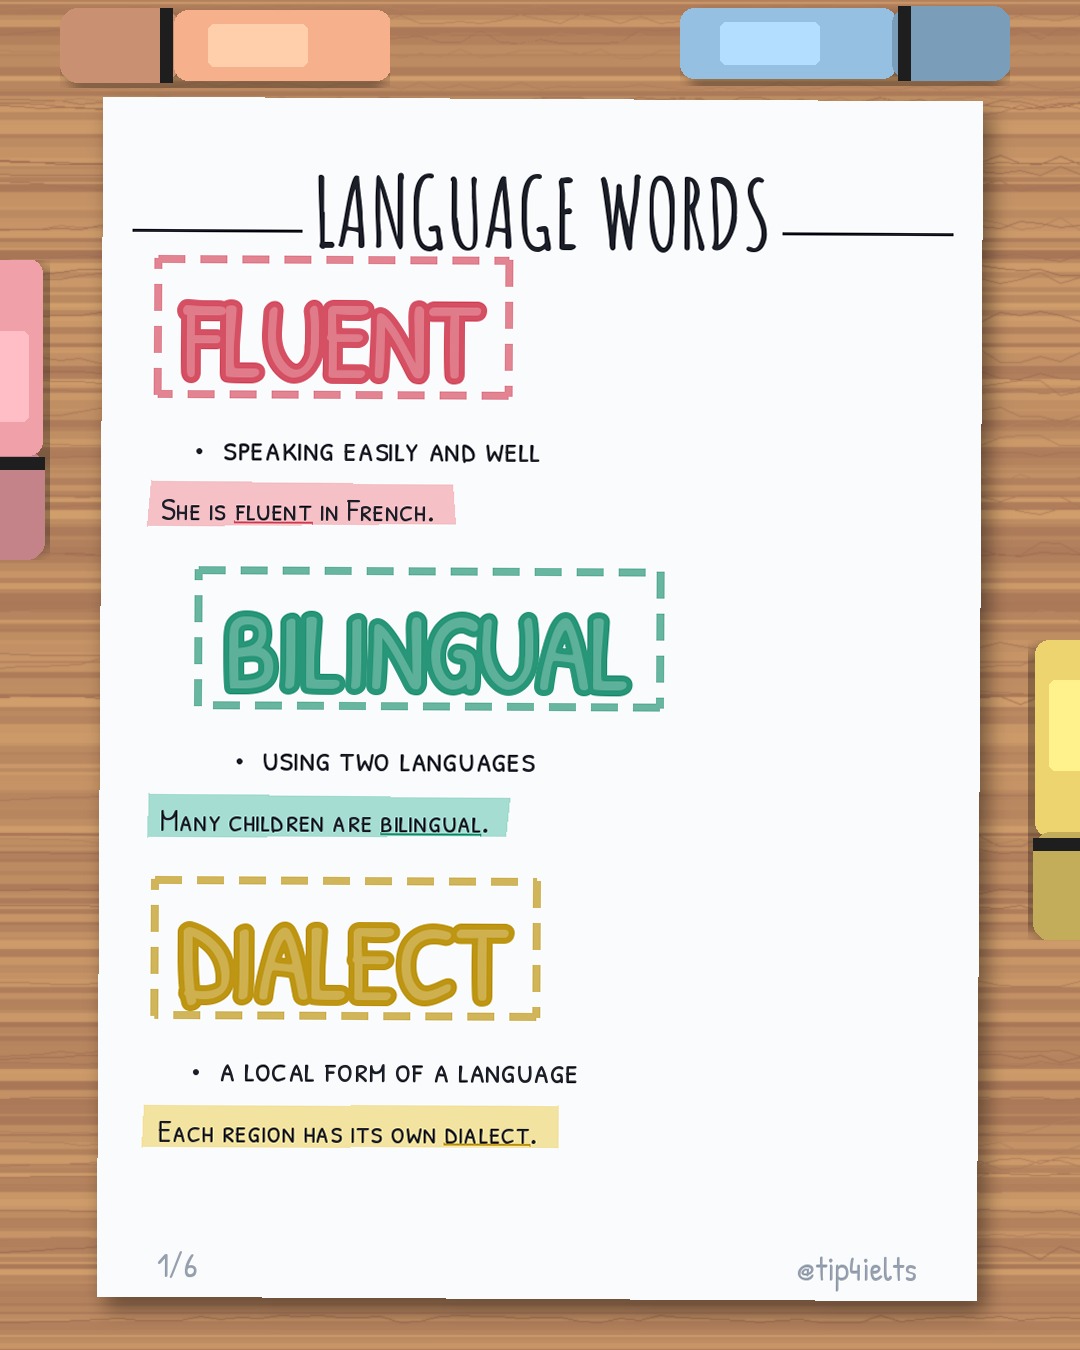 LANGUAGE WORDS
FLUENT
• SPEAKING EASILY AND WELL
SHE IS FLUENT IN FRENCH.
BILINGUAL
• USING TWO LANGUAGES
MANY CHILDREN ARE BILINGUAL.
DIALECT
• A LOCAL FORM OF A LANGUAGE
EACH REGION HAS ITS OWN DIALECT.
1/6
@tip4ielts